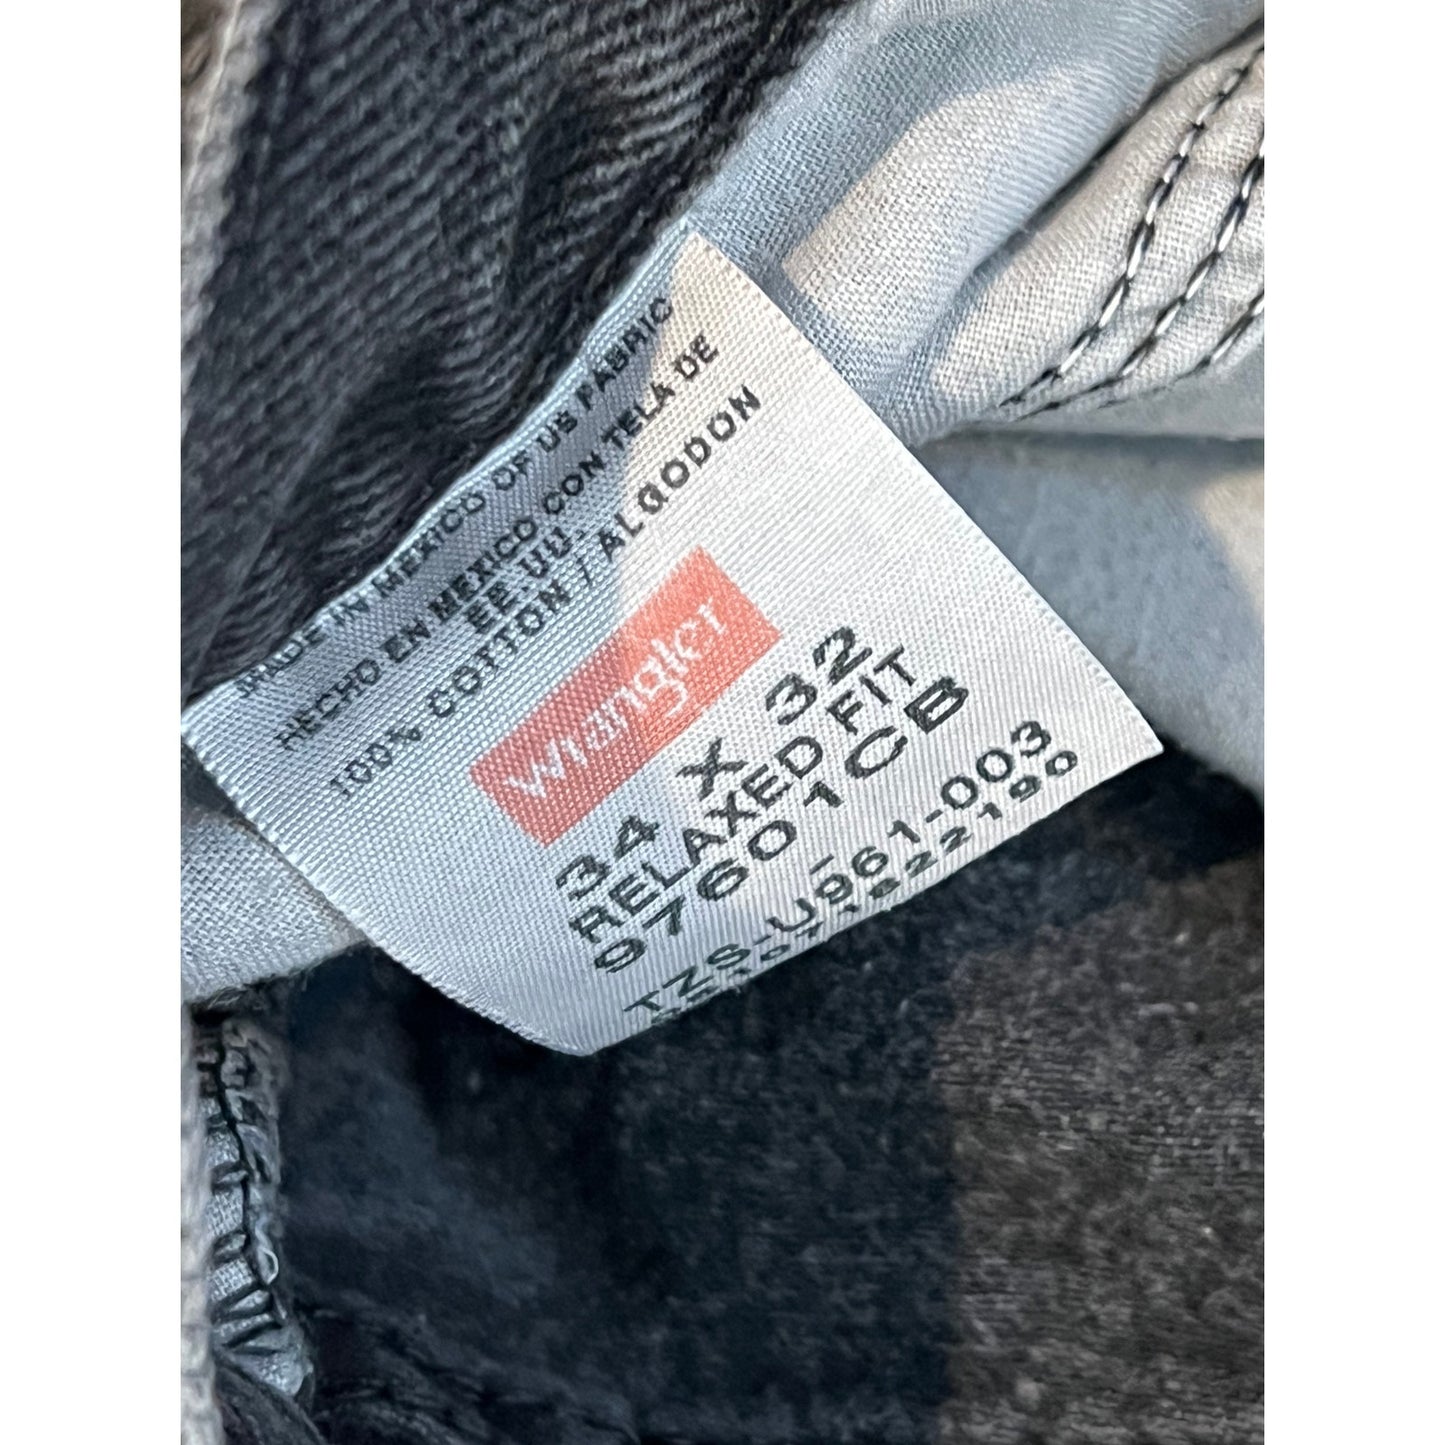 MADE IN MEXICO OF US FABRIC
HECHO EN MEXICO CON TELA DE
EE.UU.
100% COTTON / ALGODON
Wrangler
34 X 32
RELAXED FIT
97601CB
TZS-U961-003